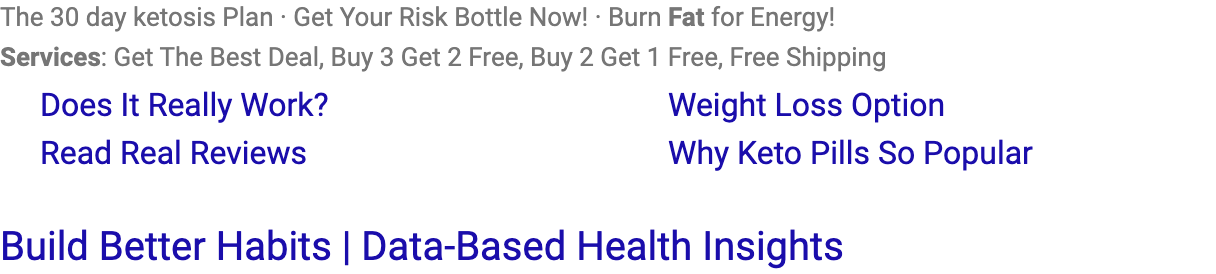 The 30 day ketosis Plan · Get Your Risk Bottle Now! · Burn Fat for Energy!
Services: Get The Best Deal, Buy 3 Get 2 Free, Buy 2 Get 1 Free, Free Shipping
Does It Really Work? Weight Loss Option
Read Real Reviews Why Keto Pills So Popular
Build Better Habits | Data-Based Health Insights